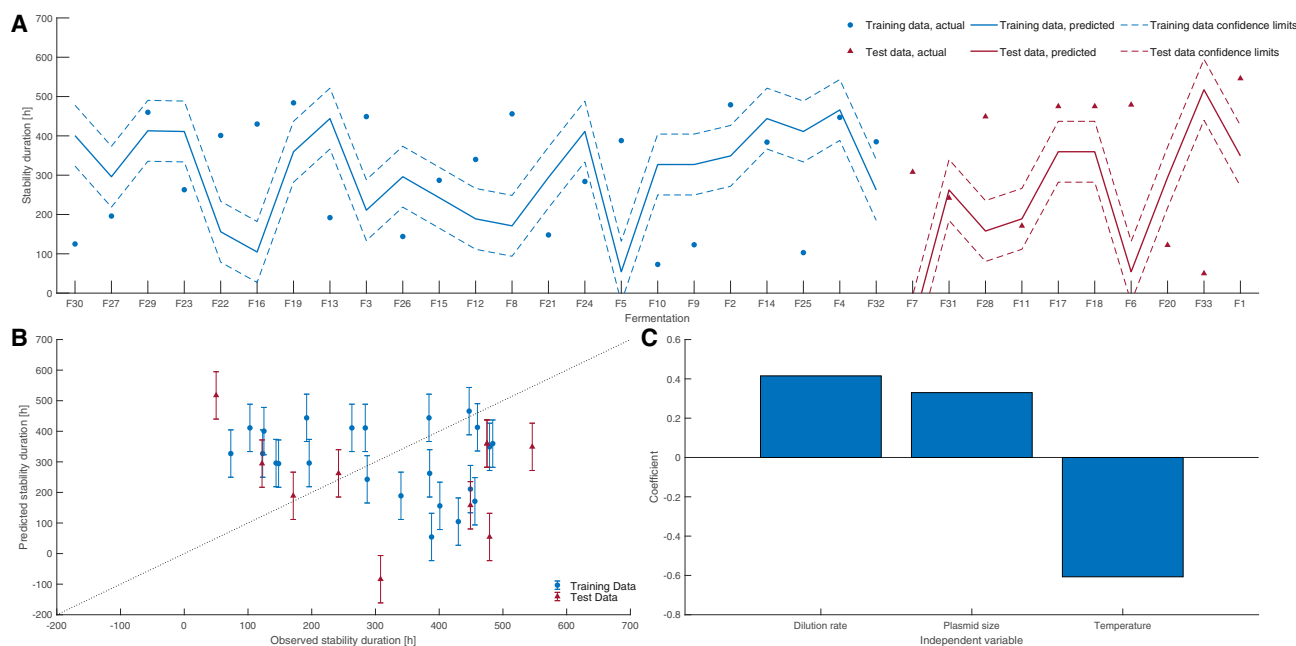 A
700
600
500
400
300
200
100
0
Stability duration [h]
Training data, actual
Training data, predicted
Training data confidence limits
Test data, actual
Test data, predicted
Test data confidence limits
F30 F27 F29 F23 F22 F16 F19 F13 F3 F26 F15 F12 F8 F21 F24 F5 F10 F9 F2 F14 F25 F4 F32 F7 F31 F28 F11 F17 F18 F6 F20 F33 F1
Fermentation
B
700
600
500
400
300
200
100
0
-100
-200
Predicted stability duration [h]
Training Data
Test Data
-200 -100 0 100 200 300 400 500 600 700
Observed stability duration [h]
C
0.6
0.4
0.2
0
-0.2
-0.4
-0.6
-0.8
Coefficient
Dilution rate Plasmid size Temperature
Independent variable